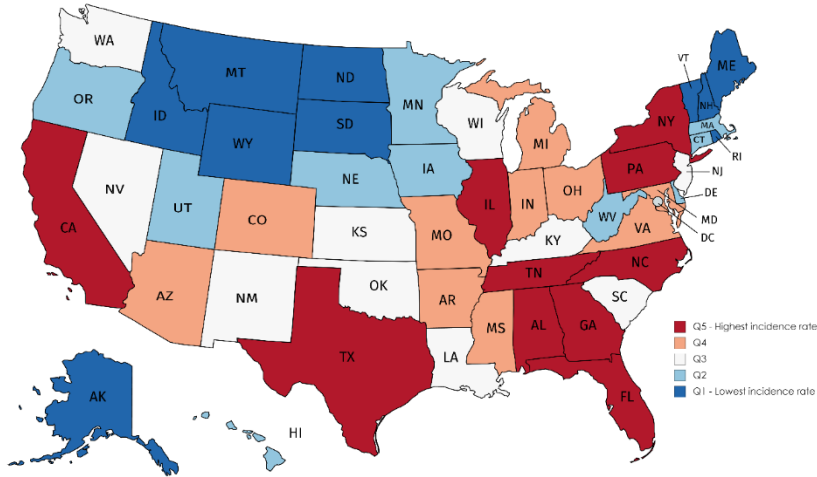 WA
MT
ND
MN
VT
ME
OR
ID
SD
WI
NH
MA
NY
WY
MI
CT
RI
IA
PA
NJ
NE
NV
IL
IN
OH
DE
UT
WV
MD
CO
CA
KS
MO
VA
DC
KY
NC
TN
OK
AZ
NM
AR
SC
MS
AL
GA
Q5 - Highest incidence rate
Q4
TX
LA
Q3
Q2
Q1 - Lowest incidence rate
AK
FL
HI